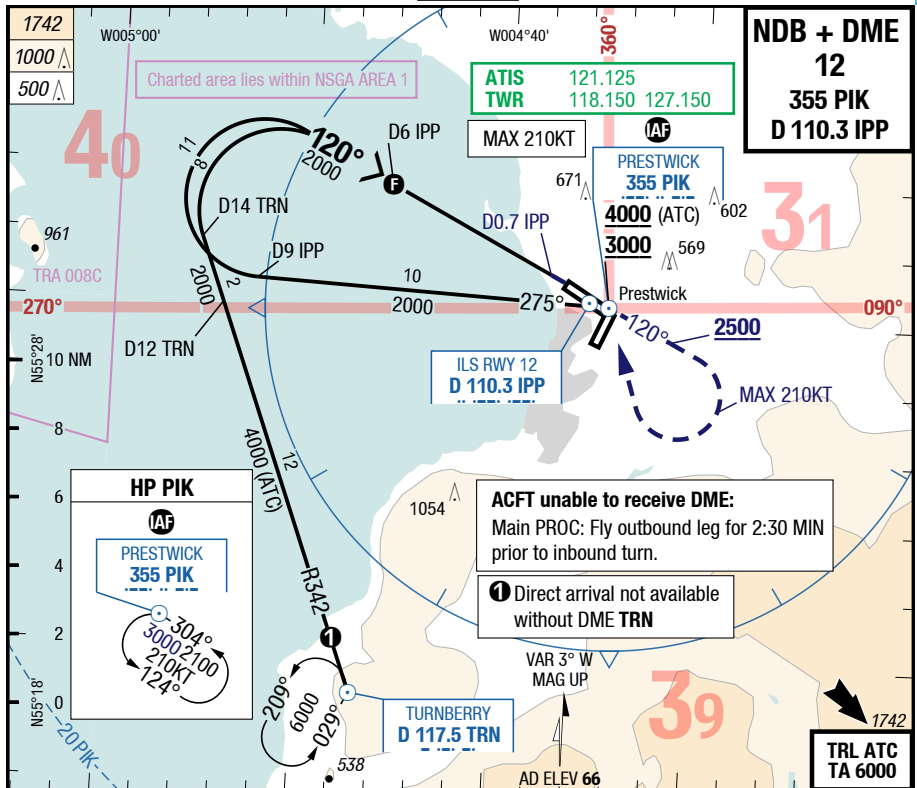 1742
1000
500
W005°00'
W004°40'
360°
NDB + DME
12
355 PIK
D 110.3 IPP
Charted area lies within NSGA AREA 1
ATIS 121.125
TWR 118.150 127.150
MAX 210KT
IAF
PRESTWICK
355 PIK
4000 (ATC)
3000
671
602
569
40
31
11
8
120°
2000
D6 IPP
F
D14 TRN
D0.7 IPP
961
TRA 008C
D9 IPP
2
2000
10
2000
275°
Prestwick
270°
090°
120°
2500
D12 TRN
N55°28'
10 NM
ILS RWY 12
D 110.3 IPP
MAX 210KT
8
12
4000 (ATC)
6
HP PIK
IAF
PRESTWICK
355 PIK
304°
3000 2100
210KT
124°
1054
ACFT unable to receive DME:
Main PROC: Fly outbound leg for 2:30 MIN
prior to inbound turn.
1 Direct arrival not available
without DME TRN
4
R342
1
2
0
N55°18'
20 PIK
209°
6000
029°
538
TURNBERRY
D 117.5 TRN
VAR 3° W
MAG UP
AD ELEV 66
39
1742
TRL ATC
TA 6000